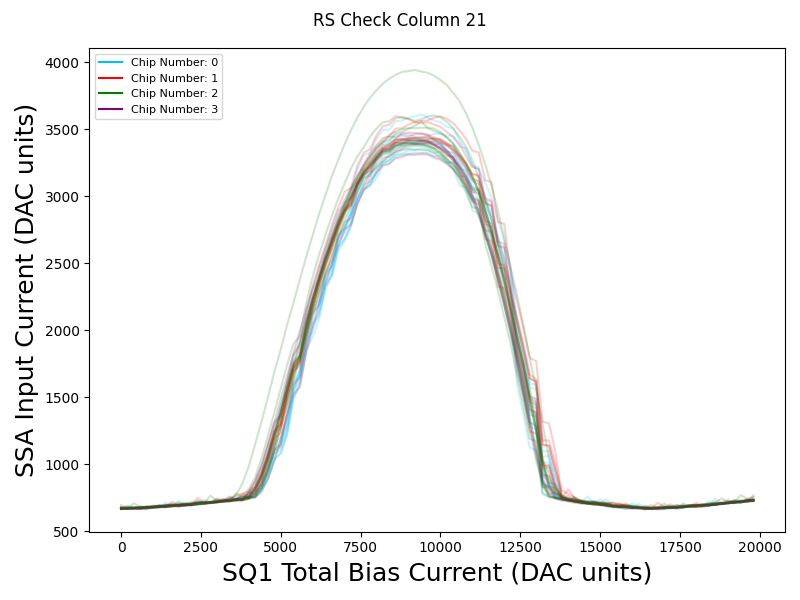 RS Check Column 21
Chip Number: 0
Chip Number: 1
Chip Number: 2
Chip Number: 3
SSA Input Current (DAC units)
4000
3500
3000
2500
2000
1500
1000
500
0
2500
5000
7500
10000
12500
15000
17500
20000
SQ1 Total Bias Current (DAC units)